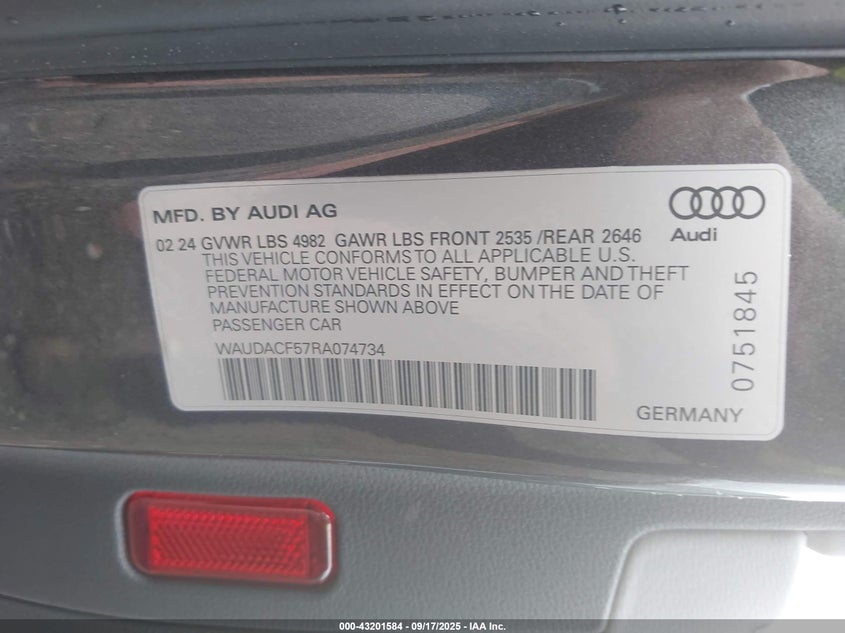 MFD. BY AUDI AG
Audi
02 24 GVWR LBS 4982 GAWR LBS FRONT 2535 /REAR 2646
THIS VEHICLE CONFORMS TO ALL APPLICABLE U.S.
FEDERAL MOTOR VEHICLE SAFETY, BUMPER AND THEFT
PREVENTION STANDARDS IN EFFECT ON THE DATE OF
MANUFACTURE SHOWN ABOVE
PASSENGER CAR
WAUDACF57RA074734
0751845
GERMANY
000-43201584 - 09/17/2025 - IAA Inc.